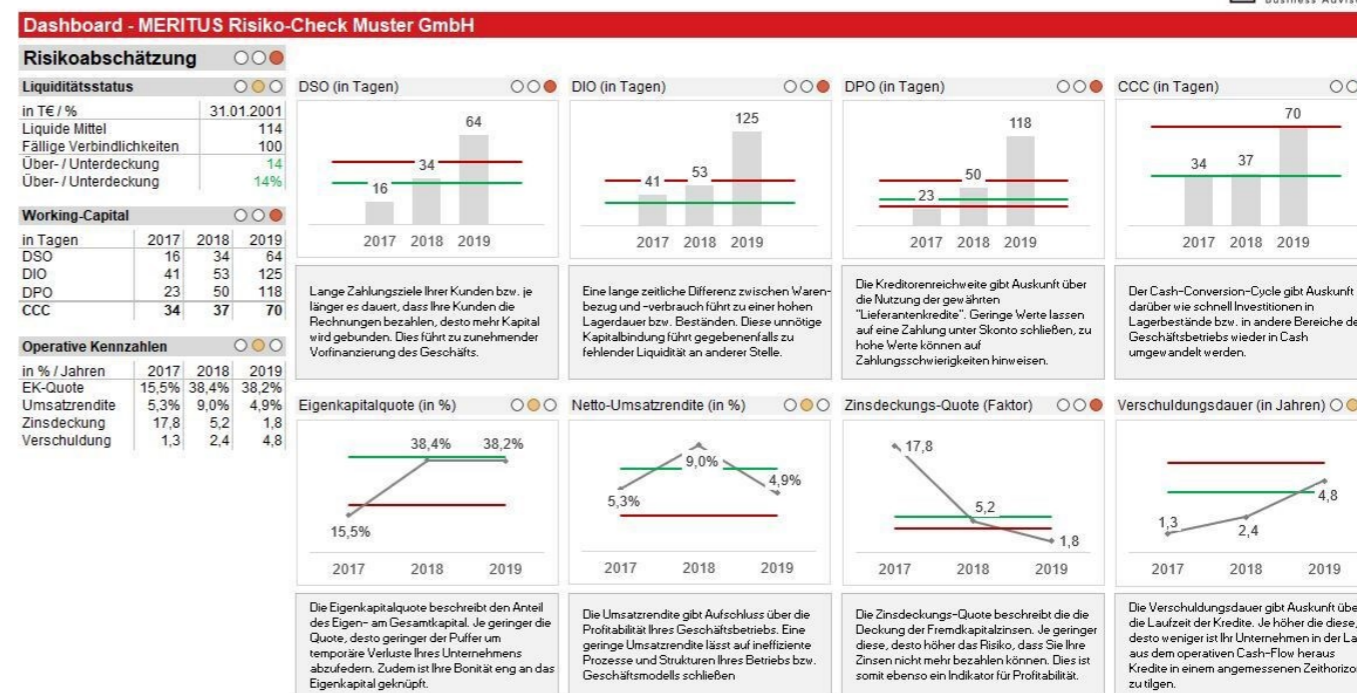 Business Advis
Dashboard - MERITUS Risiko-Check Muster GmbH
Risikoabschätzung
Liquiditätsstatus
in T€ / % 31.01.2001
Liquide Mittel 114
Fällige Verbindlichkeiten 100
Über- / Unterdeckung 14
Über- / Unterdeckung 14%
Working-Capital
in Tagen 2017 2018 2019
DSO 16 34 64
DIO 41 53 125
DPO 23 50 118
CCC 34 37 70
Operative Kennzahlen
in % / Jahren 2017 2018 2019
EK-Quote 15,5% 38,4% 38,2%
Umsatzrendite 5,3% 9,0% 4,9%
Zinsdeckung 17,8 5,2 1,8
Verschuldung 1,3 2,4 4,8
DSO (in Tagen)
64
34
16
2017 2018 2019
Lange Zahlungsziele Ihrer Kunden bzw. je
länger es dauert, dass Ihre Kunden die
Rechnungen bezahlen, desto mehr Kapital
wird gebunden. Dies führt zu zunehmender
Vorfinanzierung des Geschäfts.
DIO (in Tagen)
125
53
41
2017 2018 2019
Eine lange zeitliche Differenz zwischen Waren-
bezug und -verbrauch führt zu einer hohen
Lagerdauer bzw. Beständen. Diese unnötige
Kapitalbindung führt gegebenenfalls zu
fehlender Liquidität an anderer Stelle.
DPO (in Tagen)
118
50
23
2017 2018 2019
Die Kreditorenreichweite gibt Auskunft über
die Nutzung der gewährten
"Lieferantenkredite". Geringe Werte lassen
auf eine Zahlung unter Skonto schließen, zu
hohe Werte können auf
Zahlungsschwierigkeiten hinweisen.
CCC (in Tagen)
70
34 37
2017 2018 2019
Der Cash-Conversion-Cycle gibt Auskunft
darüber wie schnell Investitionen in
Lagerbestände bzw. in andere Bereiche de
Geschäftsbetriebs wieder in Cash
umgewandelt werden.
Eigenkapitalquote (in %)
38,4% 38,2%
15,5%
2017 2018 2019
Die Eigenkapitalquote beschreibt den Anteil
des Eigen- am Gesamtkapital. Je geringer die
Quote, desto geringer der Puffer um
temporäre Verluste Ihres Unternehmens
abzufedern. Zudem ist Ihre Bonität eng an das
Eigenkapital geknüpft.
Netto-Umsatzrendite (in %)
9,0%
4,9%
5,3%
2017 2018 2019
Die Umsatzrendite gibt Aufschluss über die
Profitabilität Ihres Geschäftsbetriebs. Eine
geringe Umsatzrendite lässt auf ineffiziente
Prozesse und Strukturen Ihres Betriebs bzw.
Geschäftsmodells schließen
Zinsdeckungs-Quote (Faktor)
17,8
5,2
1,8
2017 2018 2019
Die Zinsdeckungs-Quote beschreibt die die
Deckung der Fremdkapitalzinsen. Je geringer
diese, desto höher das Risiko, dass Sie Ihre
Zinsen nicht mehr bezahlen können. Dies ist
somit ebenso ein Indikator für Profitabilität.
Verschuldungsdauer (in Jahren)
4,8
1,3
2,4
2017 2018 2019
Die Verschuldungsdauer gibt Auskunft übe
die Laufzeit der Kredite. Je höher die diese,
desto weniger ist Ihr Unternehmen in der La
aus dem operativen Cash-Flow heraus
Kredite in einem angemessenen Zeithorizon
zu tilgen.